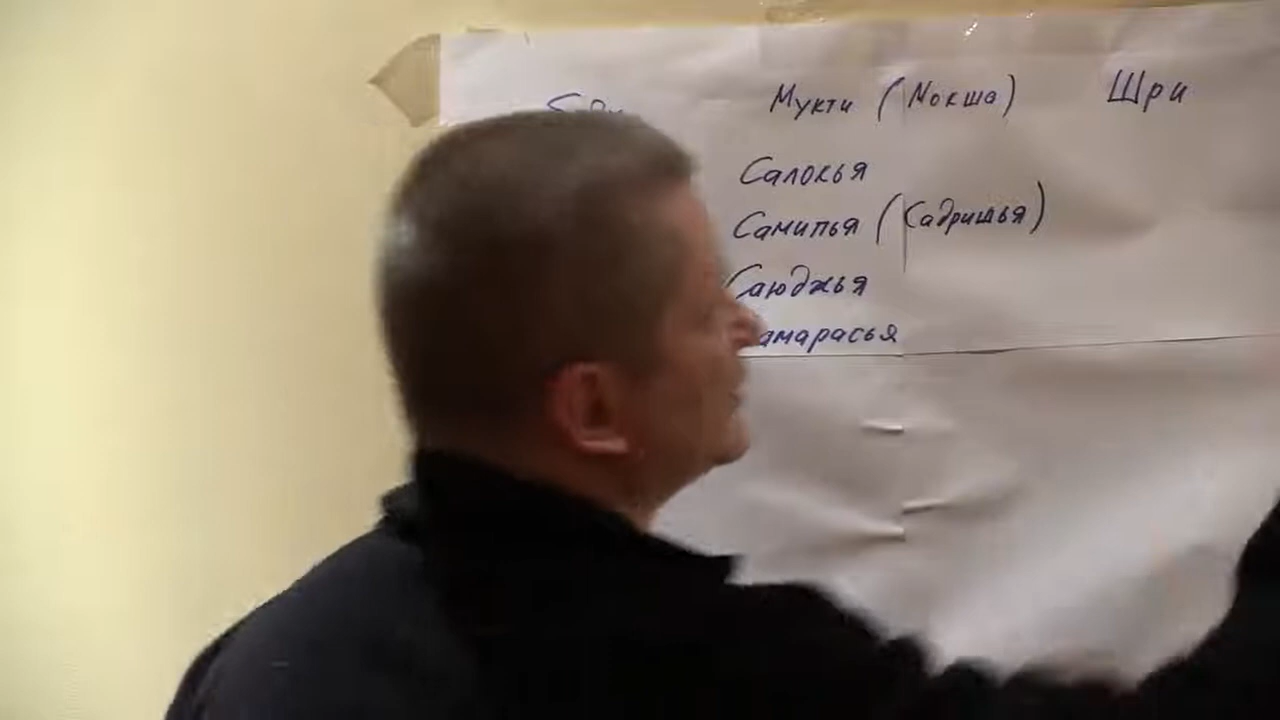 Мукти (Мокша) Шри
Салокья
Самипья (Садришья)
Саюджья
амарасья